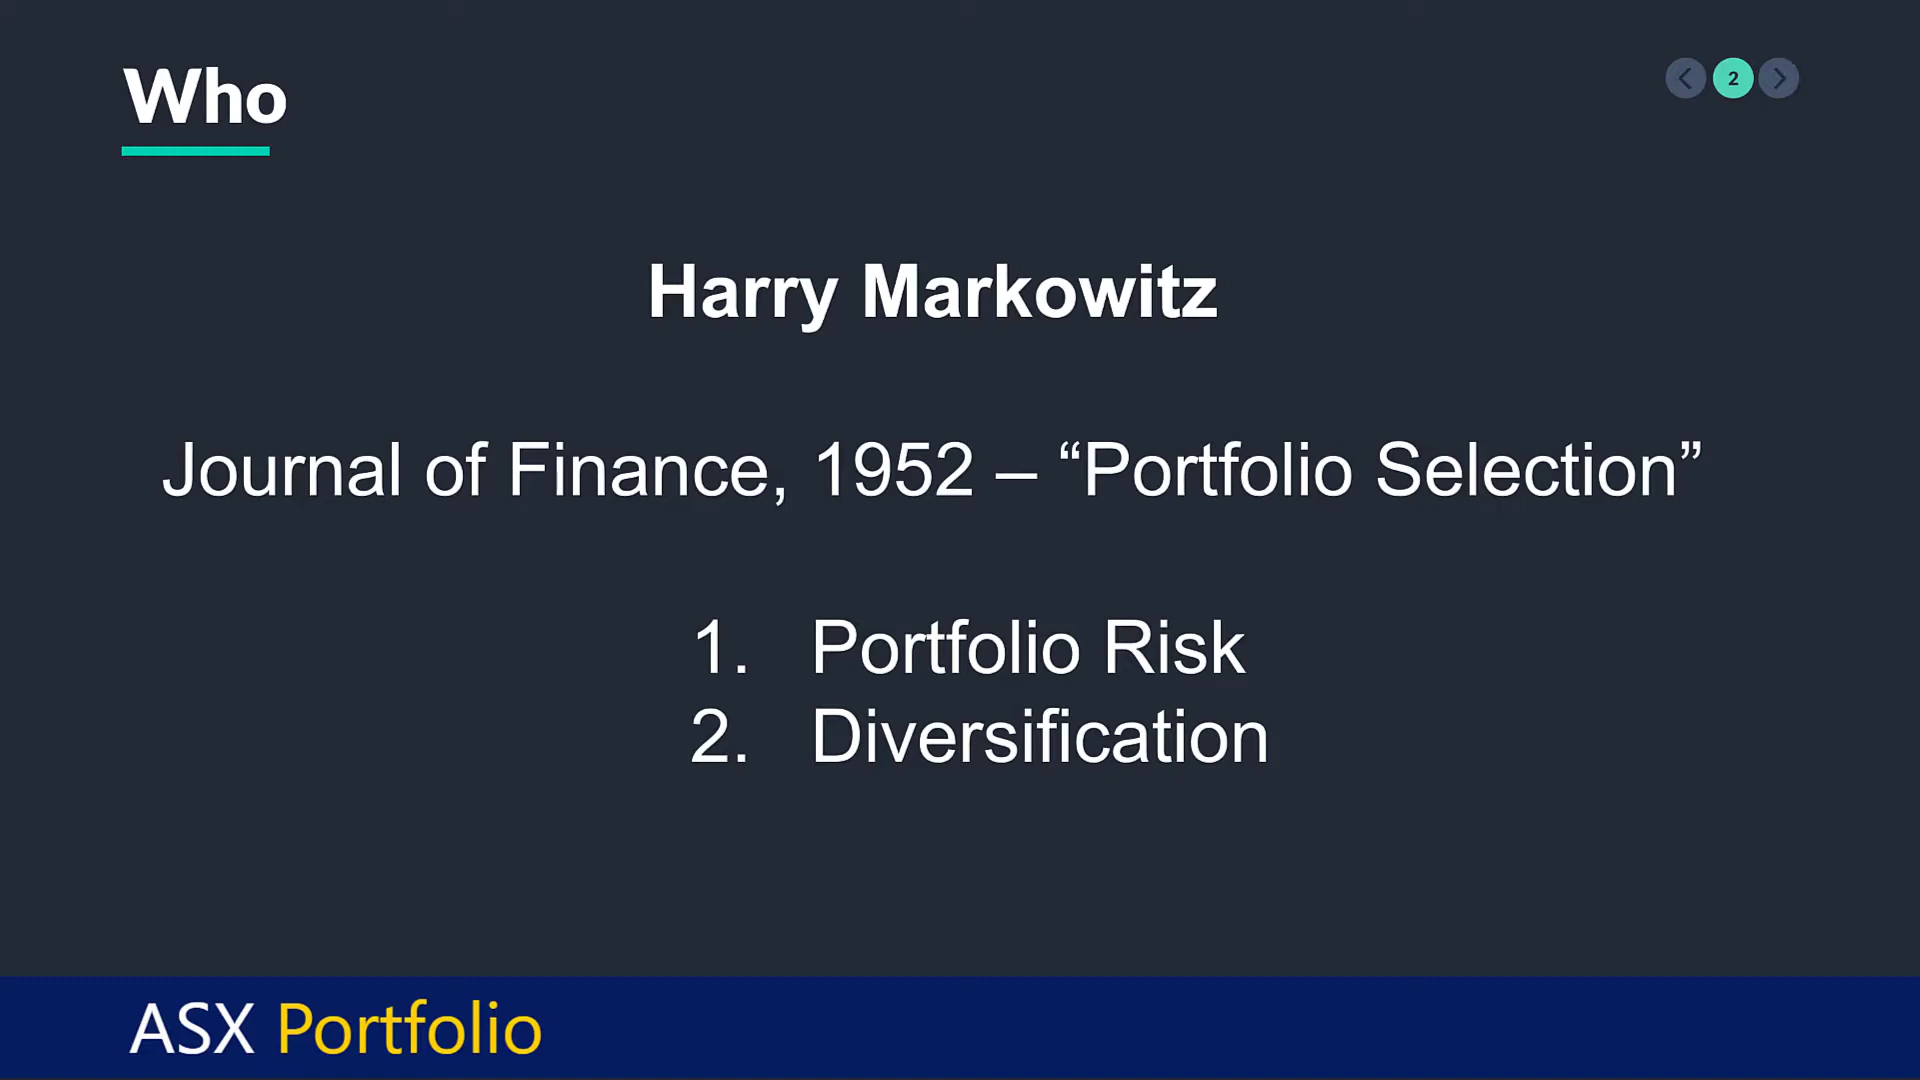 Who
2
Harry Markowitz
Journal of Finance, 1952 – “Portfolio Selection”
1. Portfolio Risk
2. Diversification
ASX Portfolio